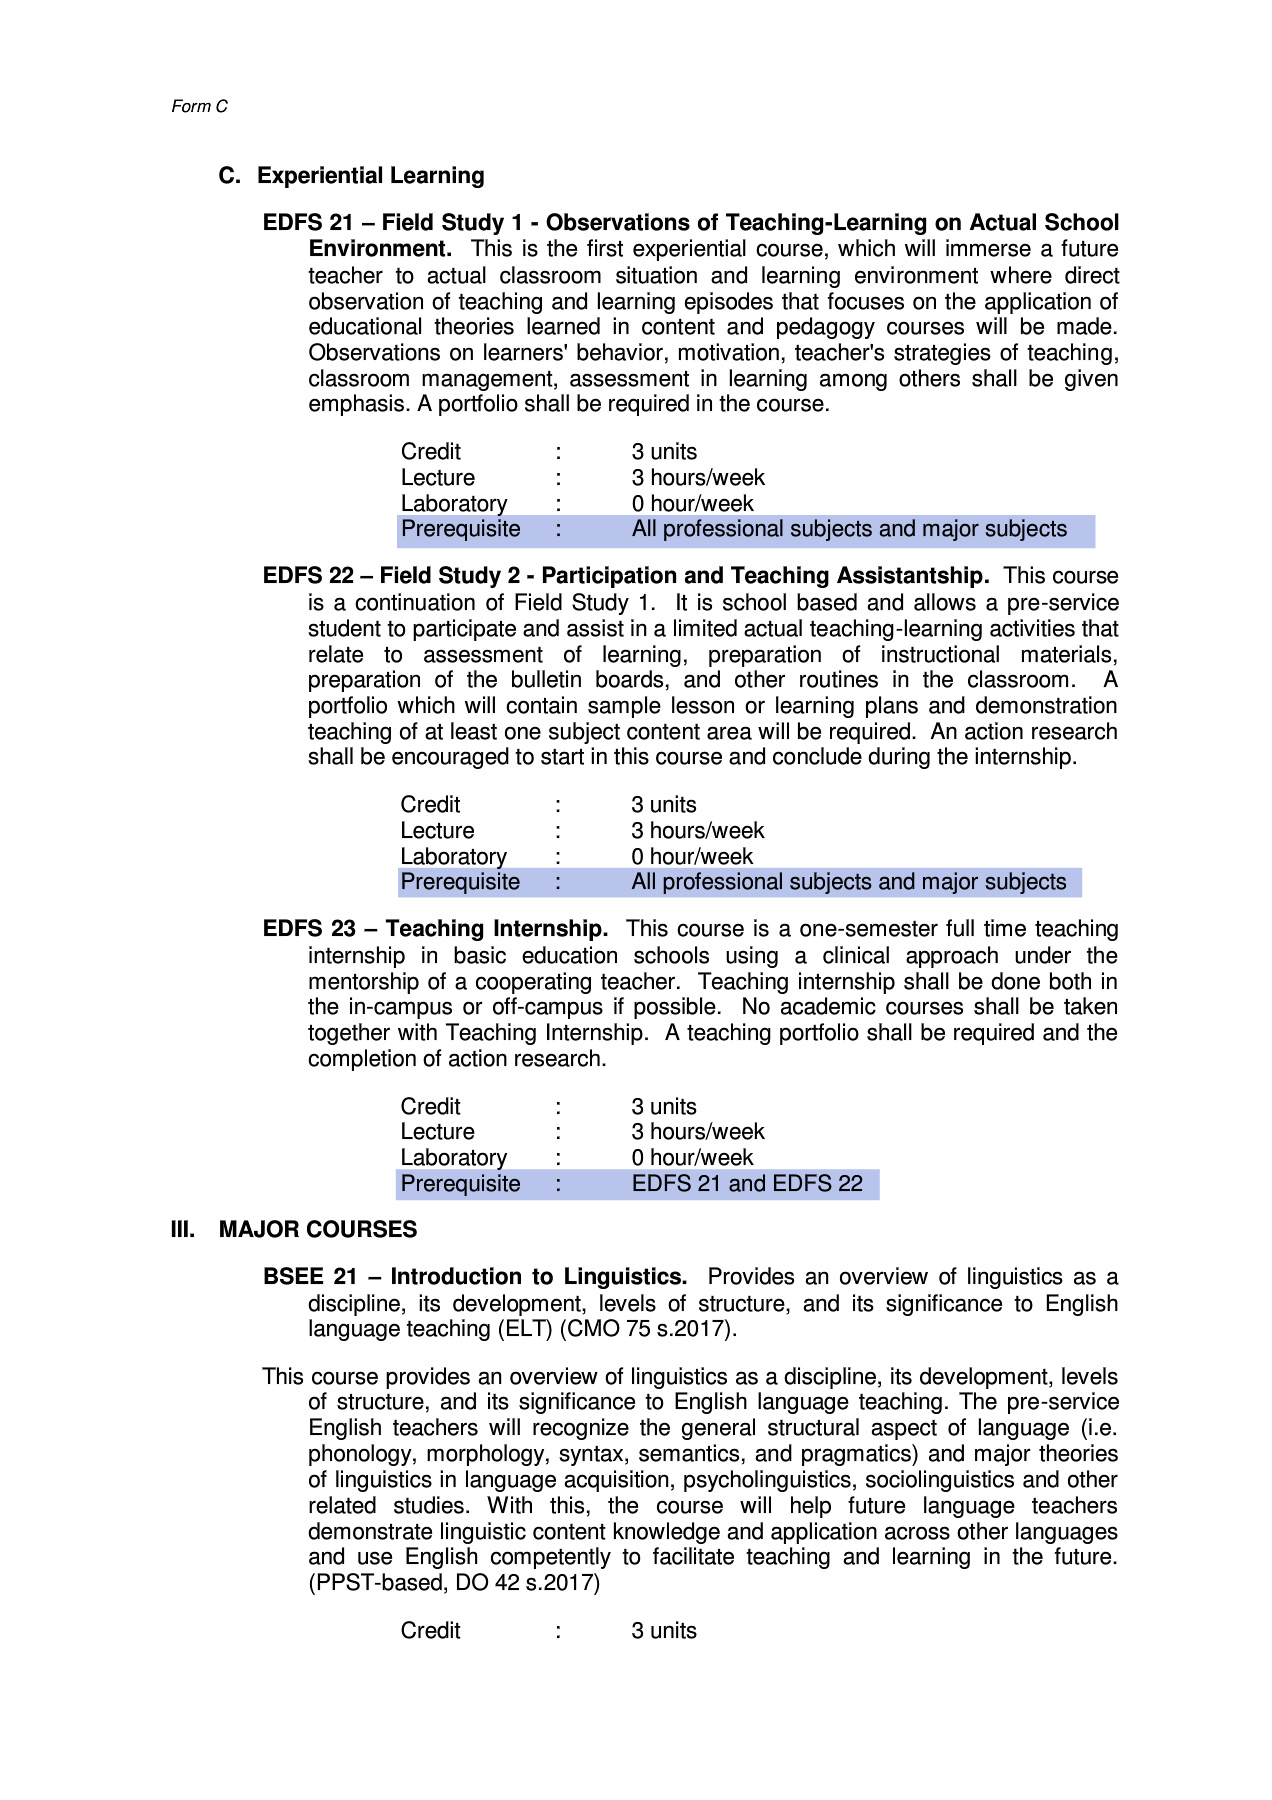 Form C
C. Experiential Learning
EDFS 21 – Field Study 1 - Observations of Teaching-Learning on Actual School
Environment. This is the first experiential course, which will immerse a future
teacher to actual classroom situation and learning environment where direct
observation of teaching and learning episodes that focuses on the application of
educational theories learned in content and pedagogy courses will be made.
Observations on learners' behavior, motivation, teacher's strategies of teaching,
classroom management, assessment in learning among others shall be given
emphasis. A portfolio shall be required in the course.
Credit : 3 units
Lecture : 3 hours/week
Laboratory : 0 hour/week
Prerequisite : All professional subjects and major subjects
EDFS 22 – Field Study 2 - Participation and Teaching Assistantship. This course
is a continuation of Field Study 1. It is school based and allows a pre-service
student to participate and assist in a limited actual teaching-learning activities that
relate to assessment of learning, preparation of instructional materials,
preparation of the bulletin boards, and other routines in the classroom. A
portfolio which will contain sample lesson or learning plans and demonstration
teaching of at least one subject content area will be required. An action research
shall be encouraged to start in this course and conclude during the internship.
Credit : 3 units
Lecture : 3 hours/week
Laboratory : 0 hour/week
Prerequisite : All professional subjects and major subjects
EDFS 23 – Teaching Internship. This course is a one-semester full time teaching
internship in basic education schools using a clinical approach under the
mentorship of a cooperating teacher. Teaching internship shall be done both in
the in-campus or off-campus if possible. No academic courses shall be taken
together with Teaching Internship. A teaching portfolio shall be required and the
completion of action research.
Credit : 3 units
Lecture : 3 hours/week
Laboratory : 0 hour/week
Prerequisite : EDFS 21 and EDFS 22
III. MAJOR COURSES
BSEE 21 – Introduction to Linguistics. Provides an overview of linguistics as a
discipline, its development, levels of structure, and its significance to English
language teaching (ELT) (CMO 75 s.2017).
This course provides an overview of linguistics as a discipline, its development, levels
of structure, and its significance to English language teaching. The pre-service
English teachers will recognize the general structural aspect of language (i.e.
phonology, morphology, syntax, semantics, and pragmatics) and major theories
of linguistics in language acquisition, psycholinguistics, sociolinguistics and other
related studies. With this, the course will help future language teachers
demonstrate linguistic content knowledge and application across other languages
and use English competently to facilitate teaching and learning in the future.
(PPST-based, DO 42 s.2017)
Credit : 3 units